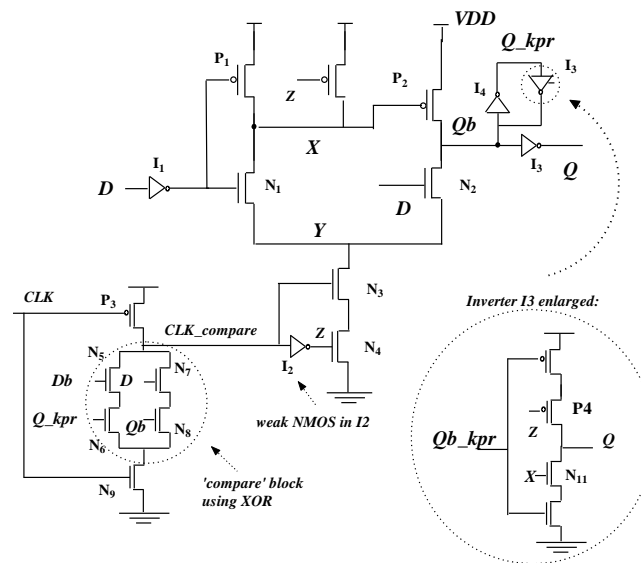 VDD
Q_kpr
P1
P2
I4
I3
Z
Qb
X
I1
D
N1
N2
I3
Q
D
Y
CLK
P3
N3
Inverter I3 enlarged:
CLK_compare
Z
N4
I2
N5
N7
Db
D
weak NMOS in I2
P4
Z
Q_kpr
Qb
N6
N8
Qb_kpr
Q
X
N11
N9
'compare' block
using XOR